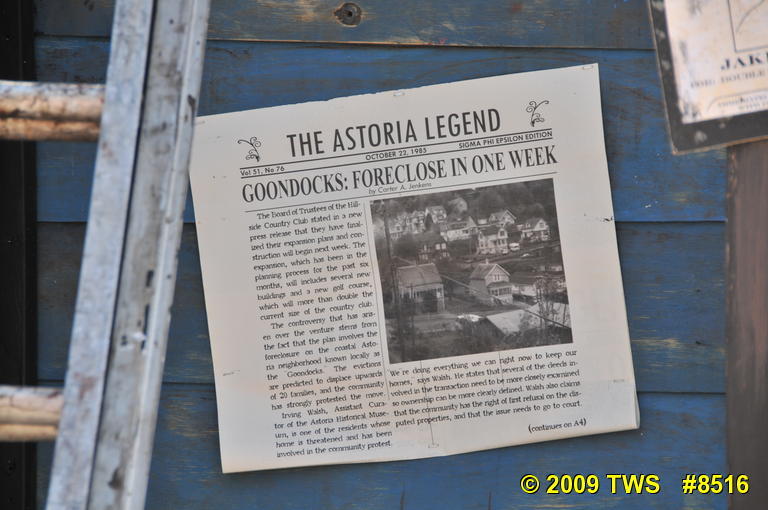 THE ASTORIA LEGEND
Vol 51, No 76 OCTOBER 22, 1985 SIGMA PHI EPSILON EDITION
GOONDOCKS: FORECLOSE IN ONE WEEK
by Carter A. Jenkens
The Board of Trustees of the Hill-
side Country Club stated in a new
press release that they have final-
ized their expansion plans and con-
struction will begin next week. The
expansion, which has been in the
planning process for the past six
months, will includes several new
buildings and a new golf course,
which will more than double the
current size of the country club.
The controversy that has aris-
en over the venture stems from
the fact that the plan involves the
foreclosure on the coastal Asto-
ria neighborhood known locally as
the Goondocks. The evictions
are predicted to displace upwards
of 20 families, and the community
has strongly protested the move.
Irving Walsh, Assistant Cura-
tor of the Astoria Historical Muse-
um, is one of the residents whose
home is threatened and has been
involved in the community protest.
We're doing everything we can right now to keep our
homes, says Walsh. He states that several of the deeds in-
volved in the transaction need to be more closely examined
so ownership can be more clearly defined. Walsh also claims
that the community has the right of first refusal on the dis-
puted properties, and that the issue needs to go to court.
(continues on A4)
JAK
FOR: DOUBLE
© 2009 TWS #8516